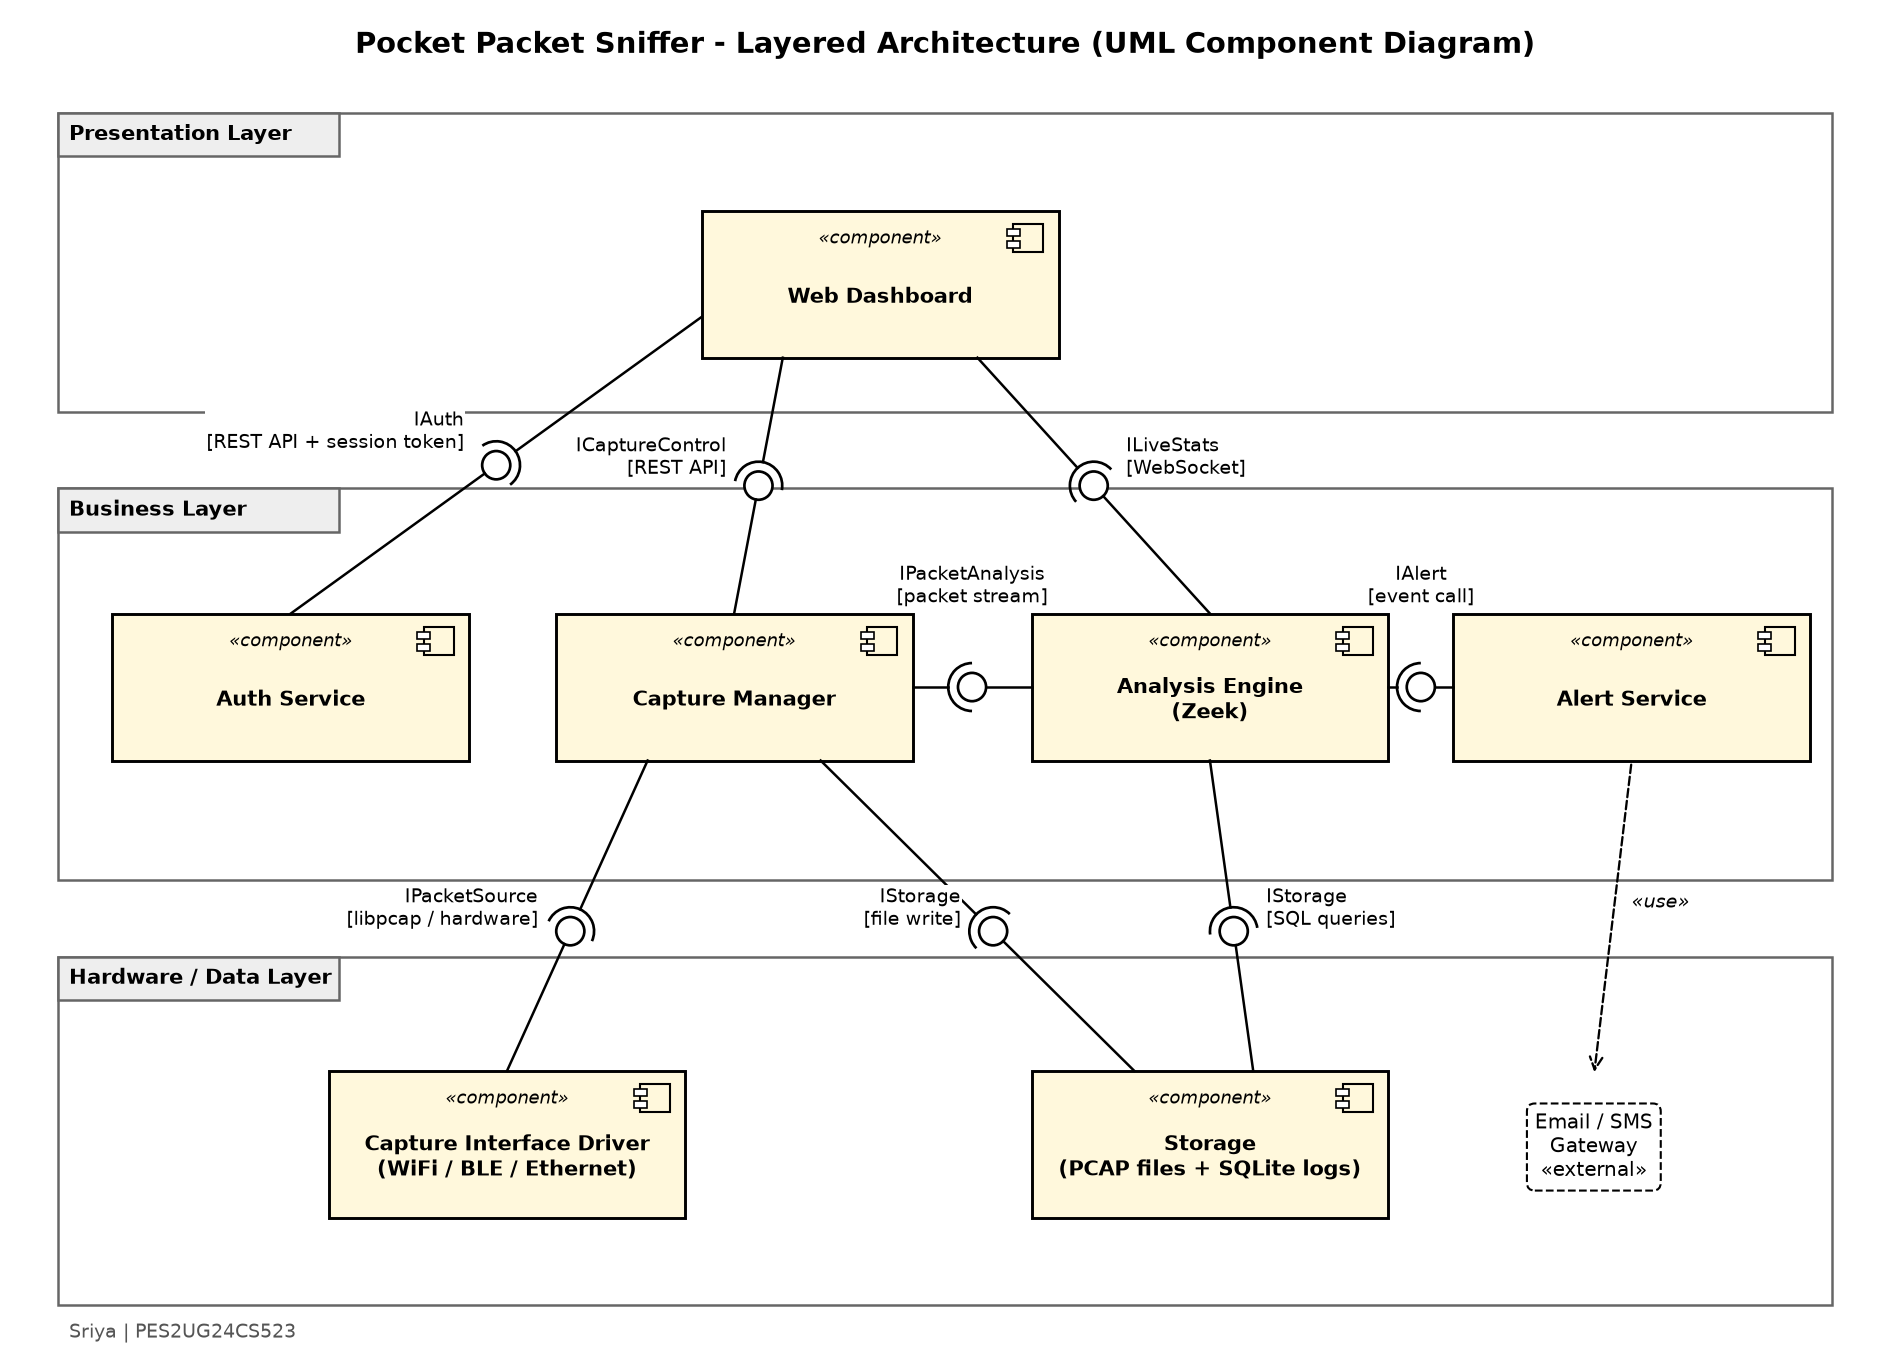 Pocket Packet Sniffer - Layered Architecture (UML Component Diagram)
Presentation Layer
«component»
Web Dashboard
IAuth
[REST API + session token]
ICaptureControl
[REST API]
ILiveStats
[WebSocket]
Business Layer
IPacketAnalysis
[packet stream]
IAlert
[event call]
«component»
Auth Service
«component»
Capture Manager
«component»
Analysis Engine
(Zeek)
«component»
Alert Service
IPacketSource
[libpcap / hardware]
IStorage
[file write]
IStorage
[SQL queries]
«use»
Hardware / Data Layer
«component»
Capture Interface Driver
(WiFi / BLE / Ethernet)
«component»
Storage
(PCAP files + SQLite logs)
Email / SMS
Gateway
«external»
Sriya | PES2UG24CS523